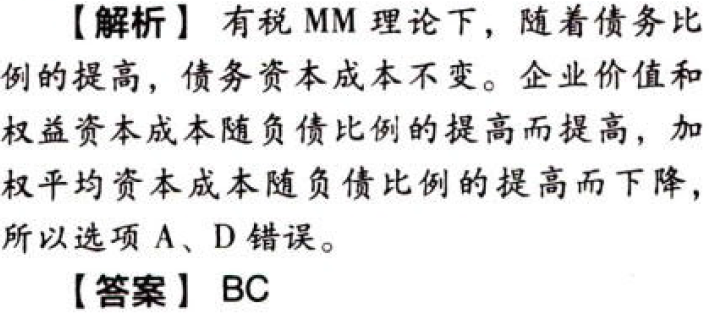 【解析】 有税 MM 理论下，随着债务比
例的提高，债务资本成本不变。企业价值和
权益资本成本随负债比例的提高而提高，加
权平均资本成本随负债比例的提高而下降，
所以选项 A、D 错误。
【答案】 BC